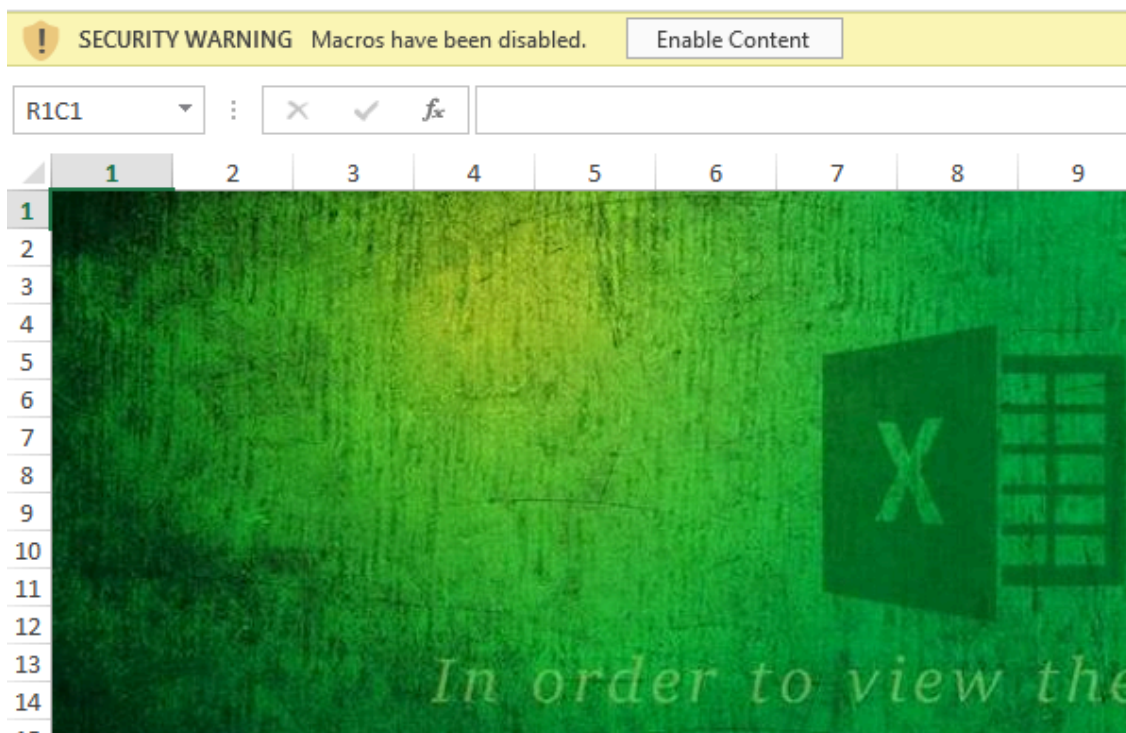 SECURITY WARNING Macros have been disabled. Enable Content
R1C1 fx
1 2 3 4 5 6 7 8 9
1
2
3
4
5
6
7
8
9
10
11
12
13
14
X
In order to view the